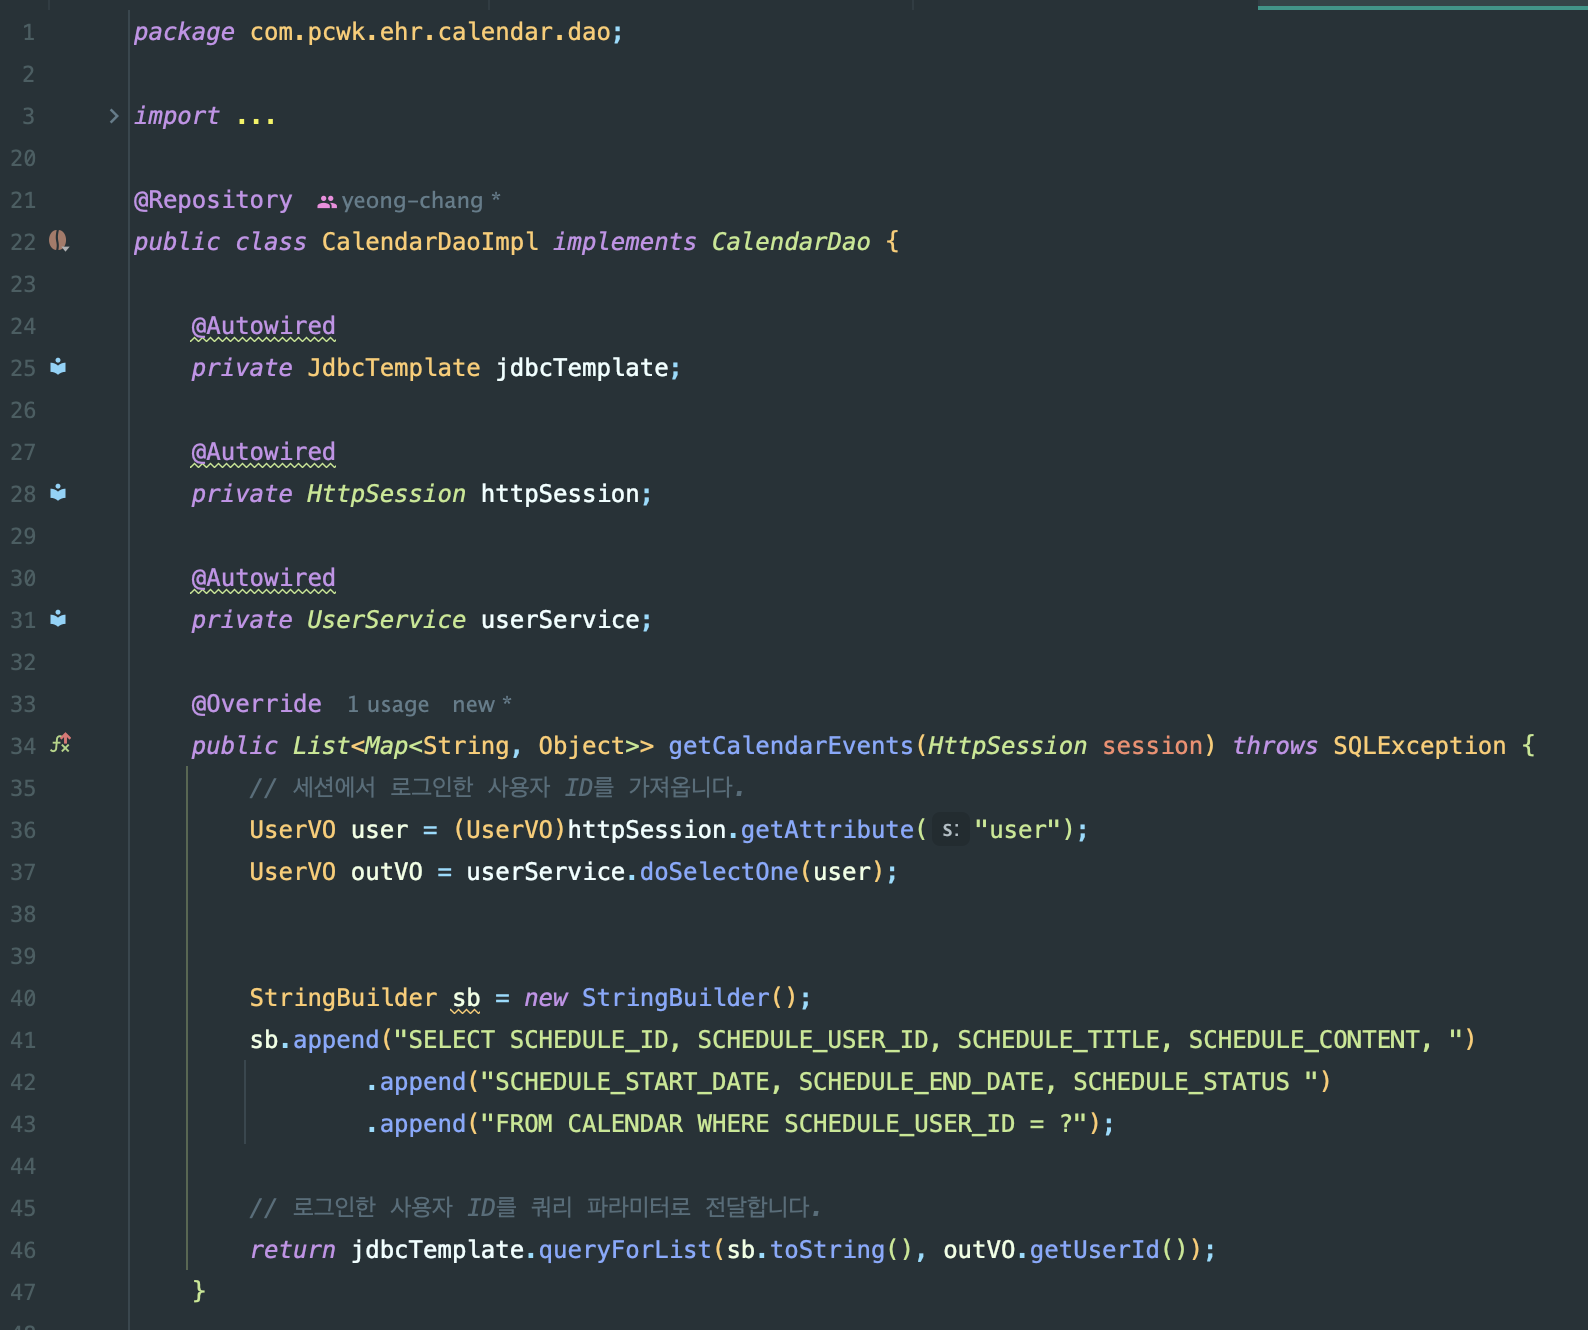 1 package com.pcwk.ehr.calendar.dao;
2
3 import ...
20
21 @Repository yeong-chang *
22 public class CalendarDaoImpl implements CalendarDao {
23
24 @Autowired
25 private JdbcTemplate jdbcTemplate;
26
27 @Autowired
28 private HttpSession httpSession;
29
30 @Autowired
31 private UserService userService;
32
33 @Override 1 usage new *
34 public List<Map<String, Object>> getCalendarEvents(HttpSession session) throws SQLException {
35 // 세션에서 로그인한 사용자 ID를 가져옵니다.
36 UserVO user = (UserVO)httpSession.getAttribute( s: "user");
37 UserVO outVO = userService.doSelectOne(user);
38
39
40 StringBuilder sb = new StringBuilder();
41 sb.append("SELECT SCHEDULE_ID, SCHEDULE_USER_ID, SCHEDULE_TITLE, SCHEDULE_CONTENT, ")
42 .append("SCHEDULE_START_DATE, SCHEDULE_END_DATE, SCHEDULE_STATUS ")
43 .append("FROM CALENDAR WHERE SCHEDULE_USER_ID = ?");
44
45 // 로그인한 사용자 ID를 쿼리 파라미터로 전달합니다.
46 return jdbcTemplate.queryForList(sb.toString(), outVO.getUserId());
47 }